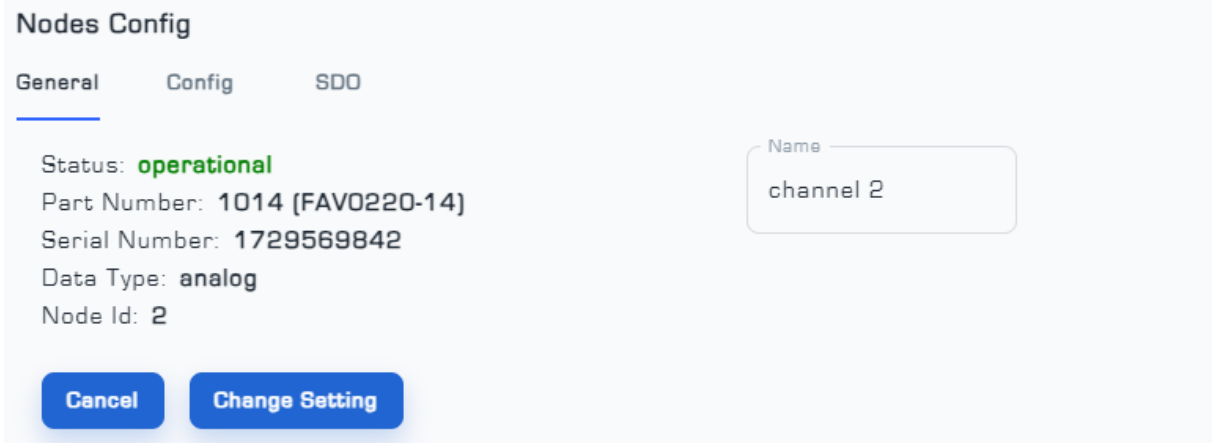 Nodes Config
General Config SDO
Name
Status: operational
channel 2
Part Number: 1014 (FAV0220-14)
Serial Number: 1729569842
Data Type: analog
Node Id: 2
Cancel Change Setting